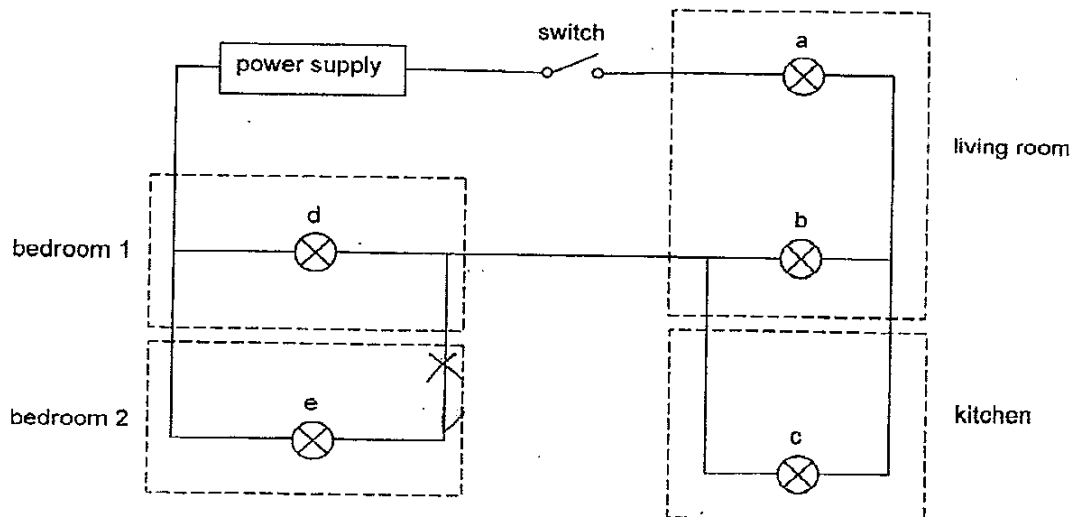 switch
a
power supply
living room
d
b
bedroom 1
e
bedroom 2
c
kitchen